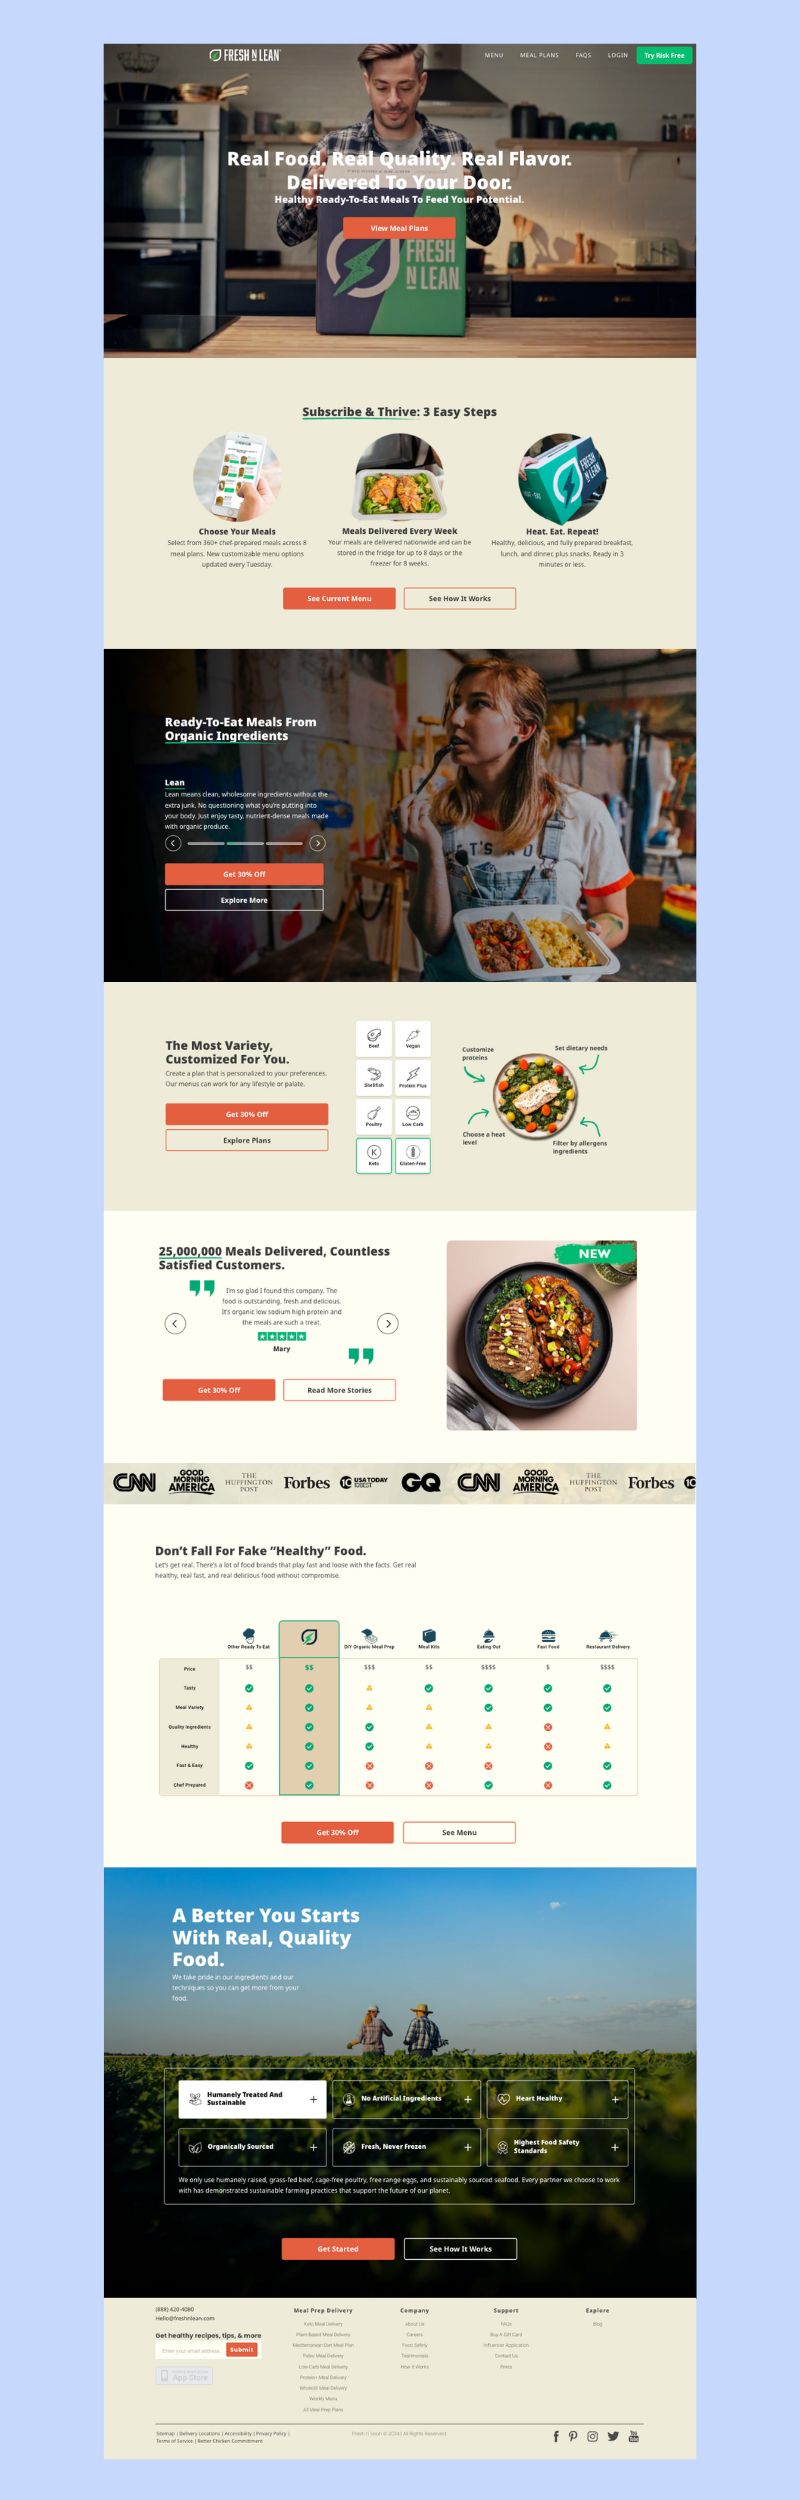 FRESH N LEAN
MENU
MEAL PLANS
FAQS
LOGIN
Try Risk Free
Real Food. Real Quality. Real Flavor.
Delivered To Your Door.
Healthy Ready-To-Eat Meals To Feed Your Potential.
View Meal Plans
FRESH
N LEAN
Subscribe & Thrive: 3 Easy Steps
FRESH
N LEAN
Choose Your Meals
Select from 360+ chef-prepared meals across 8
meal plans. New customizable menu options
updated every Tuesday.
Meals Delivered Every Week
Your meals are delivered nationwide and can be
stored in the fridge for up to 8 days or the
freezer for 8 weeks.
Heat. Eat. Repeat!
Healthy, delicious, and fully prepared breakfast,
lunch, and dinner, plus snacks. Ready in 3
minutes or less.
See Current Menu
See How It Works
Ready-To-Eat Meals From
Organic Ingredients
Lean
Lean means clean, wholesome ingredients without the
extra junk. No questioning what you're putting into
your body. Just enjoy tasty, nutrient-dense meals made
with organic produce.
Get 30% Off
Explore More
The Most Variety,
Customized For You.
Create a plan that is personalized to your preferences.
Our menus can work for any lifestyle or palate.
Get 30% Off
Explore Plans
Beef
Vegan
Shellfish
Protein Plus
Poultry
Low Carb
K
Keto
Gluten-Free
Customize
proteins
Set dietary needs
Choose a heat
level
Filter by allergens
ingredients
25,000,000 Meals Delivered, Countless
Satisfied Customers.
I'm so glad I found this company. The
food is outstanding, fresh and delicious.
It's organic low sodium high protein and
the meals are such a treat.
Mary
Get 30% Off
Read More Stories
NEW
CNN
GOOD
MORNING
AMERICA
THE
HUFFINGTON
POST
Forbes
10 USA TODAY
10BEST
GQ
CNN
GOOD
MORNING
AMERICA
THE
HUFFINGTON
POST
Forbes
10
Don't Fall For Fake "Healthy" Food.
Let's get real. There's a lot of food brands that play fast and loose with the facts. Get real
healthy, real fast, and real delicious food without compromise.
Other Ready To Eat
DIY Organic Meal Prep
Meal Kits
Eating Out
Fast Food
Restaurant Delivery
Price $$ $$ $$$ $$ $$$$ $ $$$$
Tasty
Meal Variety
Quality Ingredients
Healthy
Fast & Easy
Chef Prepared
Get 30% Off
See Menu
A Better You Starts
With Real, Quality
Food.
We take pride in our ingredients and our
techniques so you can get more from your
food.
Humanely Treated And
Sustainable
No Artificial Ingredients
Heart Healthy
Organically Sourced
Fresh, Never Frozen
Highest Food Safety
Standards
We only use humanely raised, grass-fed beef, cage-free poultry, free range eggs, and sustainably sourced seafood. Every partner we choose to work
with has demonstrated sustainable farming practices that support the future of our planet.
Get Started
See How It Works
(888) 420-4080
Hello@freshnlean.com
Get healthy recipes, tips, & more
Enter your email address
Submit
App Store
Meal Prep Delivery
Keto Meal Delivery
Plant-Based Meal Delivery
Mediterranean Diet Meal Plan
Paleo Meal Delivery
Low-Carb Meal Delivery
Protein+ Meal Delivery
Whole30 Meal Delivery
Weekly Menu
All Meal Prep Plans
Company
About Us
Careers
Food Safety
Testimonials
How It Works
Support
FAQs
Buy A Gift Card
Influencer Application
Contact Us
Press
Explore
Blog
Sitemap | Delivery Locations | Accessibility | Privacy Policy |
Terms of Service | Better Chicken Committment
Fresh n' Lean © 2024 | All Rights Reserved
You
Tube